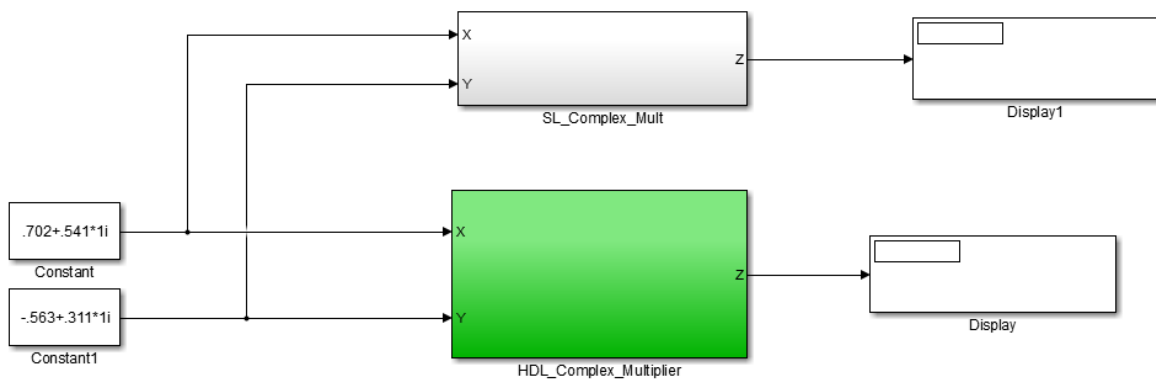 X
Y
Z
SL_Complex_Mult
Display1
.702+.541*1i
Constant
-.563+.311*1i
Constant1
X
Y
Z
HDL_Complex_Multiplier
Display